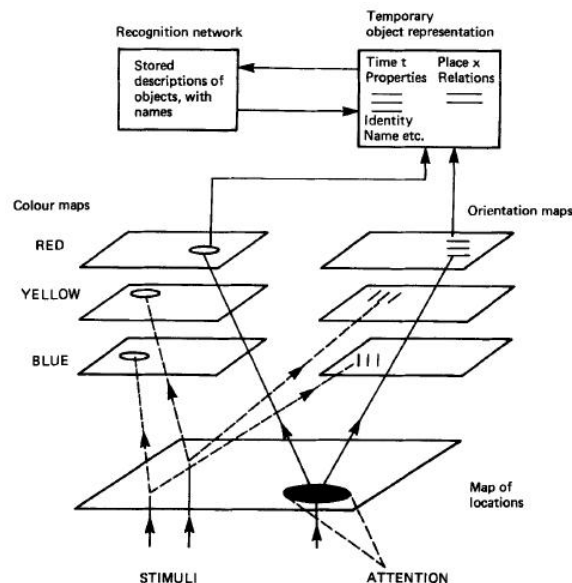 Recognition network
Temporary
object representation
Stored
descriptions of
objects, with
names
Time t Place x
Properties Relations
Identity
Name etc.
Colour maps
Orientation maps
RED
YELLOW
BLUE
Map of
locations
STIMULI
ATTENTION